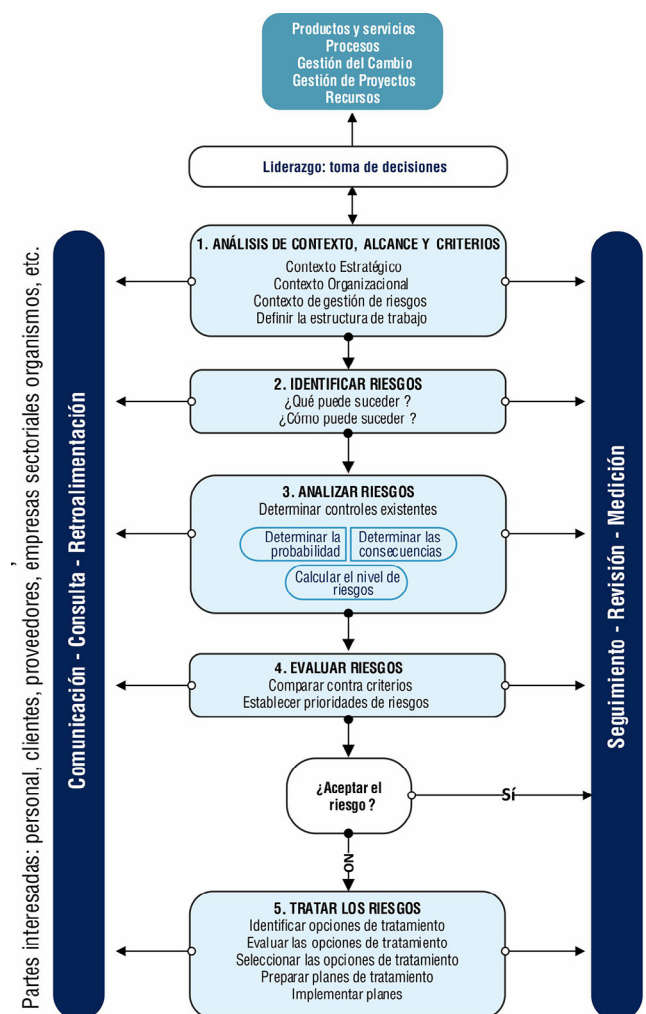 Productos y servicios
Procesos
Gestión del Cambio
Gestión de Proyectos
Recursos
Liderazgo: toma de decisiones
Partes interesadas: personal, clientes, proveedores, empresas sectoriales organismos, etc.
Comunicación - Consulta - Retroalimentación
1. ANÁLISIS DE CONTEXTO, ALCANCE Y CRITERIOS
Contexto Estratégico
Contexto Organizacional
Contexto de gestión de riesgos
Definir la estructura de trabajo
2. IDENTIFICAR RIESGOS
¿Qué puede suceder ?
¿Cómo puede suceder ?
3. ANALIZAR RIESGOS
Determinar controles existentes
Determinar la
probabilidad
Determinar las
consecuencias
Calcular el nivel de
riesgos
4. EVALUAR RIESGOS
Comparar contra criterios
Establecer prioridades de riesgos
¿Aceptar el
riesgo ?
Sí
NO
5. TRATAR LOS RIESGOS
Identificar opciones de tratamiento
Evaluar las opciones de tratamiento
Seleccionar las opciones de tratamiento
Preparar planes de tratamiento
Implementar planes
Seguimiento - Revisión - Medición